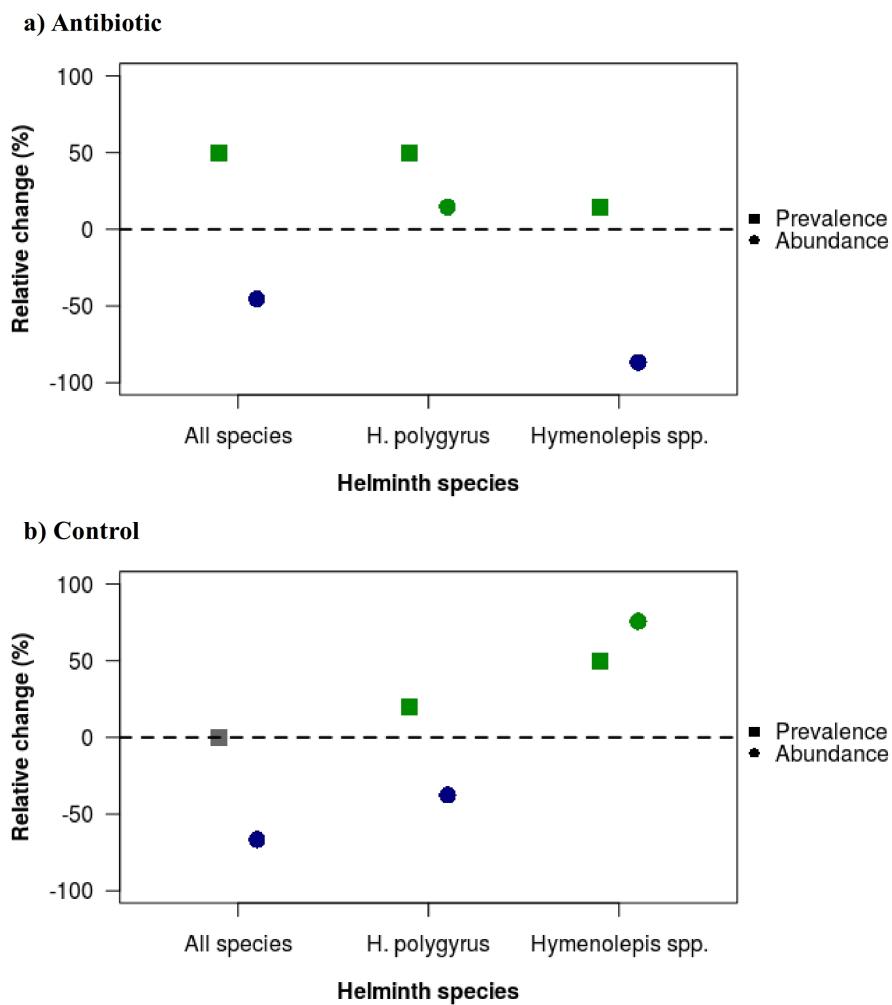 a) Antibiotic
Relative change (%)
100
50
0
-50
-100
All species H. polygyrus Hymenolepis spp.
Helminth species
Prevalence
Abundance
b) Control
Relative change (%)
100
50
0
-50
-100
All species H. polygyrus Hymenolepis spp.
Helminth species
Prevalence
Abundance